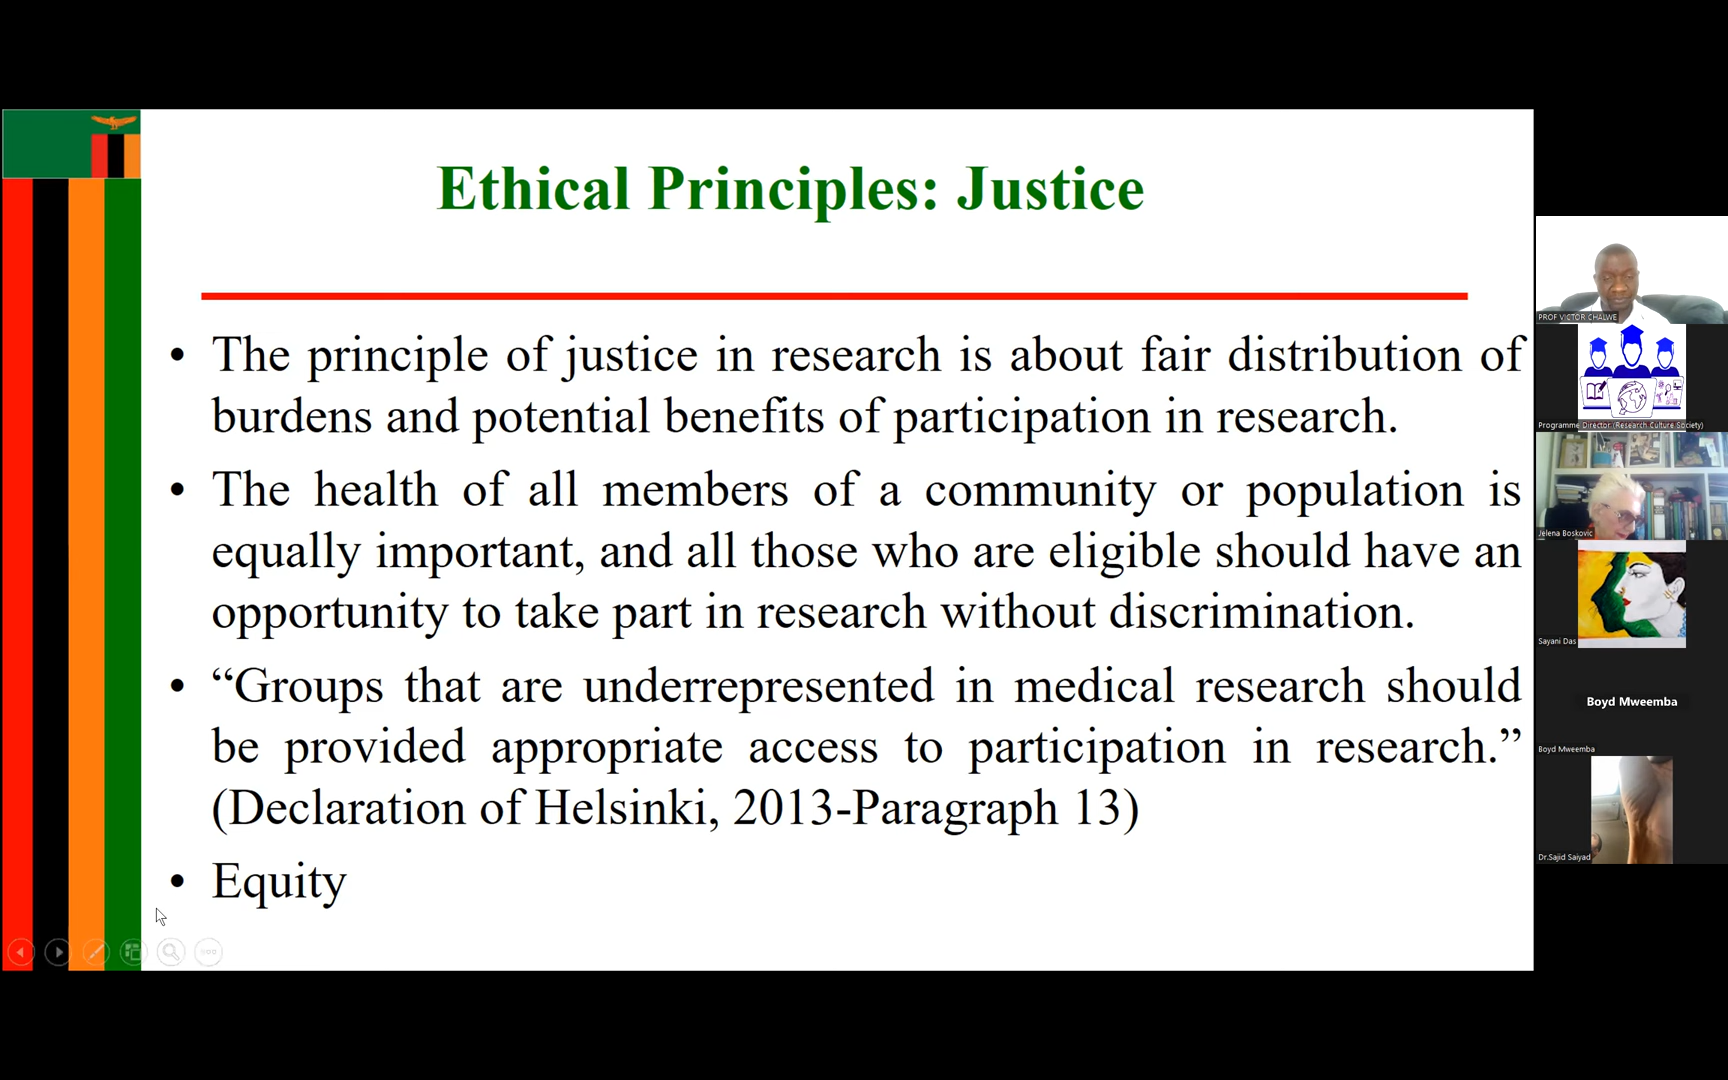 Ethical Principles: Justice
• The principle of justice in research is about fair distribution of
burdens and potential benefits of participation in research.
• The health of all members of a community or population is
equally important, and all those who are eligible should have an
opportunity to take part in research without discrimination.
• “Groups that are underrepresented in medical research should
be provided appropriate access to participation in research.”
(Declaration of Helsinki, 2013-Paragraph 13)
• Equity
PROF VICTOR CHALWE
Programme Director (Research Culture Society)
Jelena Boskovic
Sayani Das
Boyd Mweemba
Boyd Mweemba
Dr.Sajid Saiyad